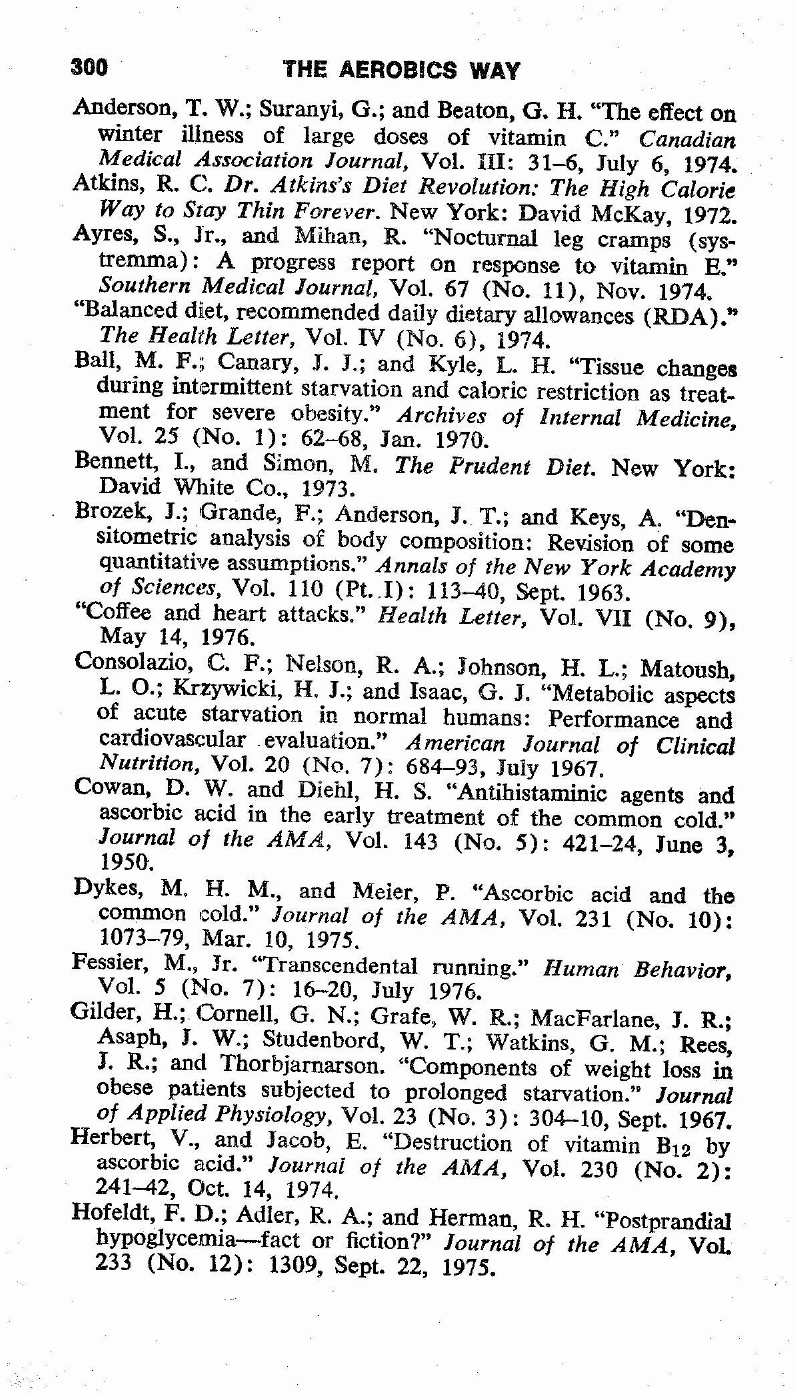 300 THE AEROBICS WAY
Anderson, T. W.; Suranyi, G.; and Beaton, G. H. “The effect on
winter illness of large doses of vitamin C.” Canadian
Medical Association Journal, Vol. III: 31–6, July 6, 1974.
Atkins, R. C. Dr. Atkins’s Diet Revolution: The High Calorie
Way to Stay Thin Forever. New York: David McKay, 1972.
Ayres, S., Jr., and Mihan, R. “Nocturnal leg cramps (sys-
tremma): A progress report on response to vitamin E.”
Southern Medical Journal, Vol. 67 (No. 11), Nov. 1974.
“Balanced diet, recommended daily dietary allowances (RDA).”
The Health Letter, Vol. IV (No. 6), 1974.
Ball, M. F.; Canary, J. J.; and Kyle, L. H. “Tissue changes
during intermittent starvation and caloric restriction as treat-
ment for severe obesity.” Archives of Internal Medicine,
Vol. 25 (No. 1): 62–68, Jan. 1970.
Bennett, I., and Simon, M. The Prudent Diet. New York:
David White Co., 1973.
Brozek, J.; Grande, F.; Anderson, J. T.; and Keys, A. “Den-
sitometric analysis of body composition: Revision of some
quantitative assumptions.” Annals of the New York Academy
of Sciences, Vol. 110 (Pt. I): 113–40, Sept. 1963.
“Coffee and heart attacks.” Health Letter, Vol. VII (No. 9),
May 14, 1976.
Consolazio, C. F.; Nelson, R. A.; Johnson, H. L.; Matoush,
L. O.; Krzywicki, H. J.; and Isaac, G. J. “Metabolic aspects
of acute starvation in normal humans: Performance and
cardiovascular evaluation.” American Journal of Clinical
Nutrition, Vol. 20 (No. 7): 684–93, July 1967.
Cowan, D. W. and Diehl, H. S. “Antihistaminic agents and
ascorbic acid in the early treatment of the common cold.”
Journal of the AMA, Vol. 143 (No. 5): 421–24, June 3,
1950.
Dykes, M. H. M., and Meier, P. “Ascorbic acid and the
common cold.” Journal of the AMA, Vol. 231 (No. 10):
1073–79, Mar. 10, 1975.
Fessier, M., Jr. “Transcendental running.” Human Behavior,
Vol. 5 (No. 7): 16–20, July 1976.
Gilder, H.; Cornell, G. N.; Grafe, W. R.; MacFarlane, J. R.;
Asaph, J. W.; Studenbord, W. T.; Watkins, G. M.; Rees,
J. R.; and Thorbjarnarson. “Components of weight loss in
obese patients subjected to prolonged starvation.” Journal
of Applied Physiology, Vol. 23 (No. 3): 304–10, Sept. 1967.
Herbert, V., and Jacob, E. “Destruction of vitamin B12 by
ascorbic acid.” Journal of the AMA, Vol. 230 (No. 2):
241–42, Oct. 14, 1974.
Hofeldt, F. D.; Adler, R. A.; and Herman, R. H. “Postprandial
hypoglycemia—fact or fiction?” Journal of the AMA, Vol.
233 (No. 12): 1309, Sept. 22, 1975.